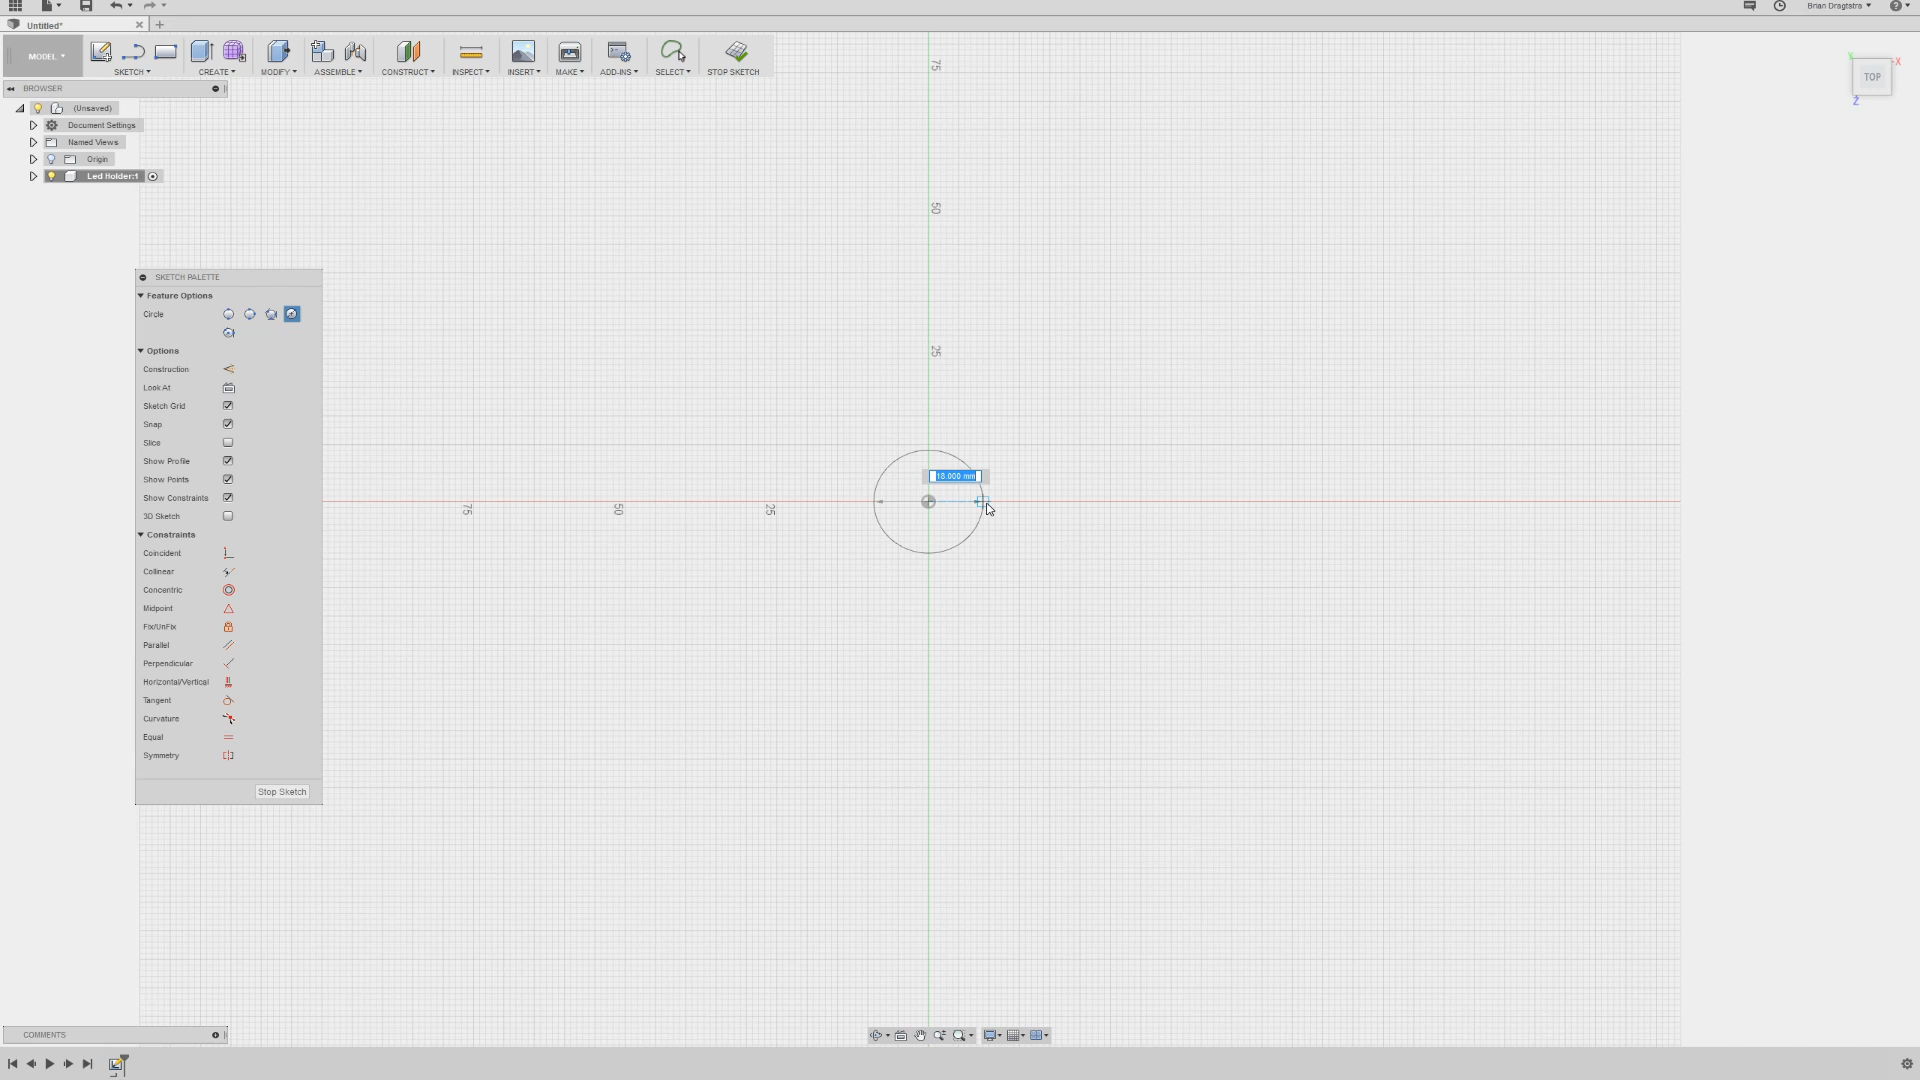 Brian Dragtstra
Untitled*
MODEL
SKETCH
CREATE
MODIFY
ASSEMBLE
CONSTRUCT
INSPECT
INSERT
MAKE
ADD-INS
SELECT
STOP SKETCH
BROWSER
(Unsaved)
Document Settings
Named Views
Origin
Led Holder:1
TOP
X
Y
Z
75
50
25
75
50
25
18.000 mm
SKETCH PALETTE
Feature Options
Circle
Options
Construction
Look At
Sketch Grid
Snap
Slice
Show Profile
Show Points
Show Constraints
3D Sketch
Constraints
Coincident
Collinear
Concentric
Midpoint
Fix/UnFix
Parallel
Perpendicular
Horizontal/Vertical
Tangent
Curvature
Equal
Symmetry
Stop Sketch
COMMENTS